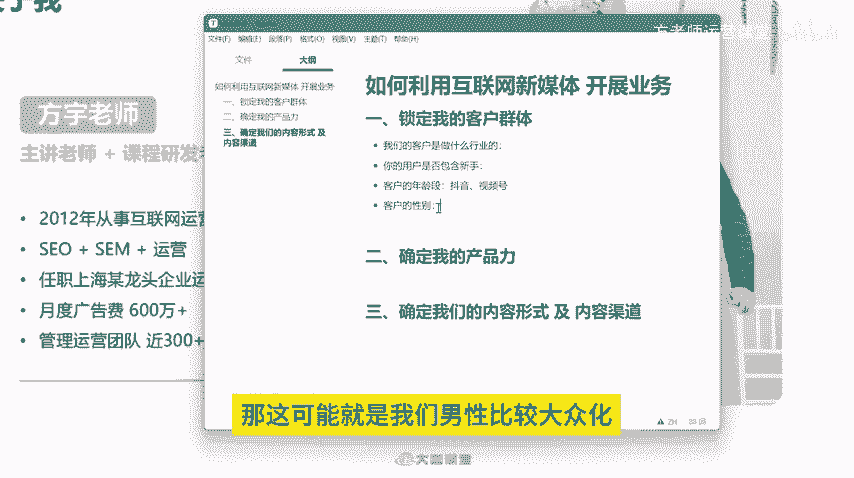 关于我
方老师运营课堂
文件(F) 编辑(E) 段落(P) 格式(O) 视图(V) 主题(T) 帮助(H)
文件 大纲
如何利用互联网新媒体 开展业务
一、锁定我的客户群体
二、确定我的产品力
三、确定我们的内容形式 及
内容渠道
如何利用互联网新媒体 开展业务
一、锁定我的客户群体
• 我们的客户是做什么行业的:
• 你的用户是否包含新手:
• 客户的年龄段:抖音、视频号
• 客户的性别:
二、确定我的产品力
三、确定我们的内容形式 及 内容渠道
方宇老师
主讲老师 + 课程研发
• 2012年从事互联网运营
• SEO + SEM + 运营
• 任职上海某龙头企业运
• 月度广告费 600万+
• 管理运营团队 近300+
那这可能就是我们男性比较大众化
ZH